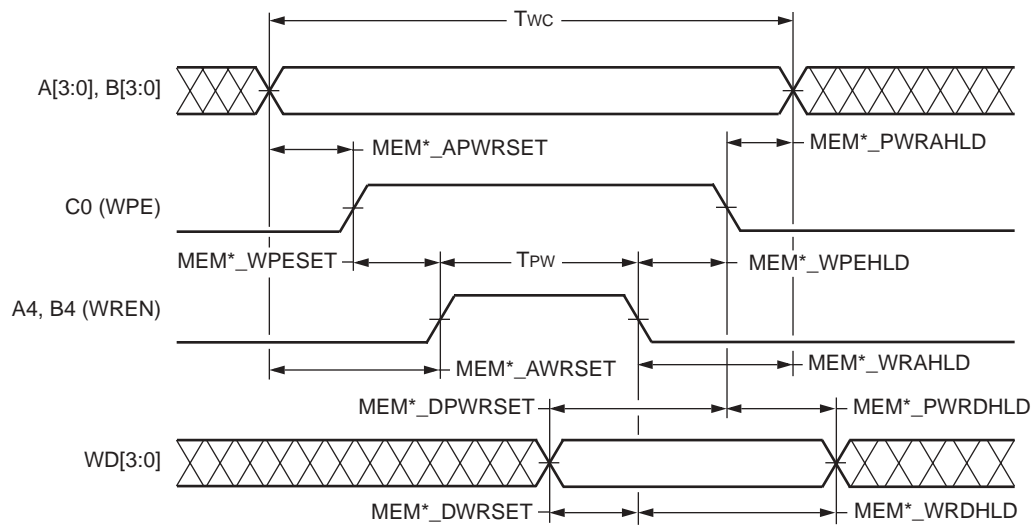 TWC
A[3:0], B[3:0]
MEM*_APWRSET
MEM*_PWRAHLD
C0 (WPE)
MEM*_WPESET
TPW
MEM*_WPEHLD
A4, B4 (WREN)
MEM*_AWRSET
MEM*_WRAHLD
MEM*_DPWRSET
MEM*_PWRDHLD
WD[3:0]
MEM*_DWRSET
MEM*_WRDHLD